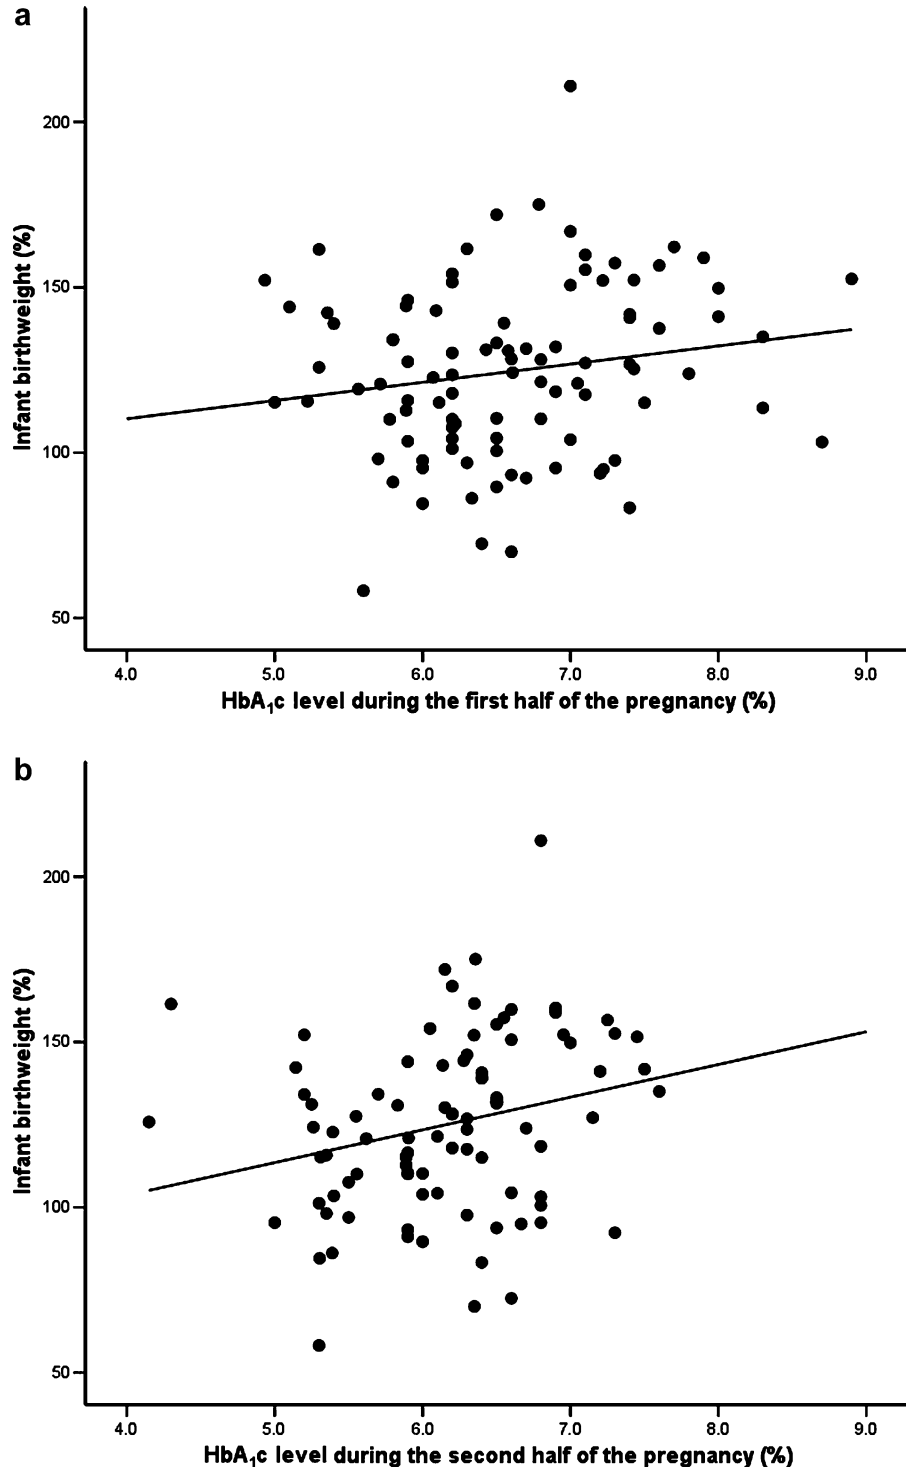 a
200
150
100
50
Infant birthweight (%)
4.0 5.0 6.0 7.0 8.0 9.0
HbA₁c level during the first half of the pregnancy (%)
b
200
150
100
50
Infant birthweight (%)
4.0 5.0 6.0 7.0 8.0 9.0
HbA₁c level during the second half of the pregnancy (%)